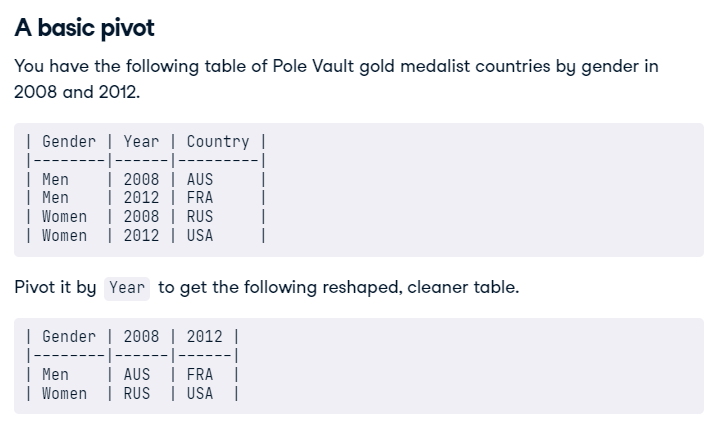 A basic pivot
You have the following table of Pole Vault gold medalist countries by gender in
2008 and 2012.
| Gender | Year | Country |
|--------|------|---------|
| Men    | 2008 | AUS     |
| Men    | 2012 | FRA     |
| Women  | 2008 | RUS     |
| Women  | 2012 | USA     |
Pivot it by Year to get the following reshaped, cleaner table.
| Gender | 2008 | 2012 |
|--------|------|------|
| Men    | AUS  | FRA  |
| Women  | RUS  | USA  |